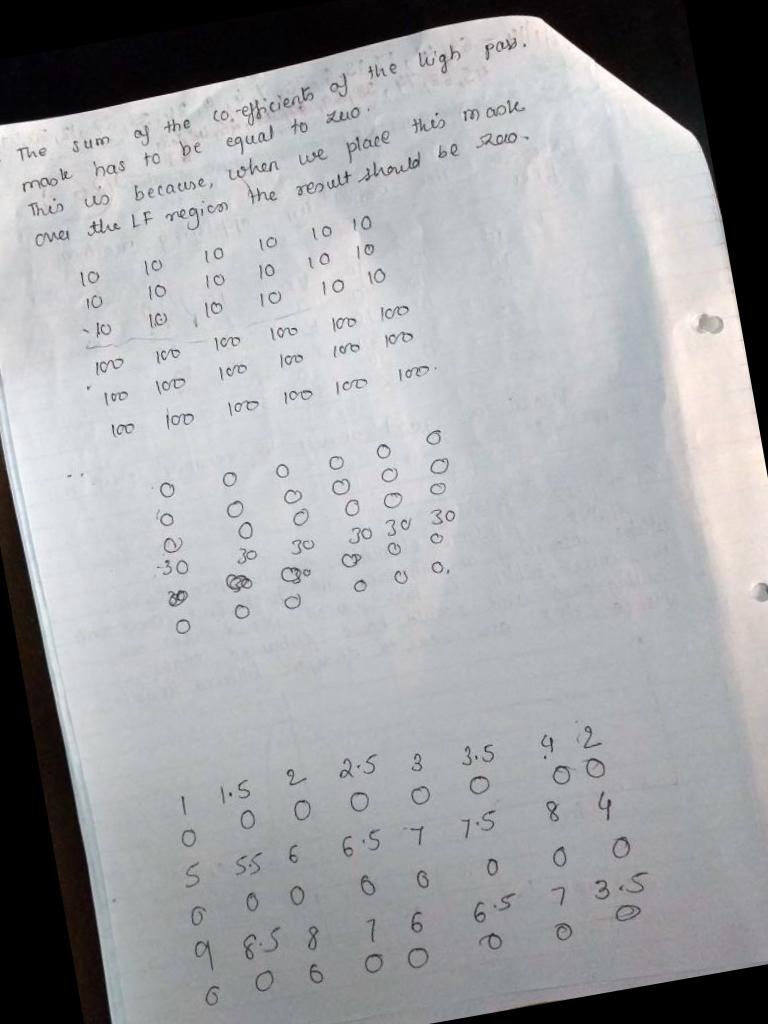 The sum of the co-efficients of the high pass.
mask has to be equal to zero.
This is because, when we place this mask
over the LF region the result should be zero.
10 10 10 10 10 10
10 10 10 10 10 10
10 10 10 10 10 10
100 100 100 100 100 100
100 100 100 100 100 100
100 100 100 100 100 100.
0 0 0 0 0 0
0 0 0 0 0 0
0 0 0 0 0 0
30 30 30 30 30 30
0 0 0
0 0 0 0 0 0.
1 1.5 2 2.5 3 3.5 4 2
0 0 0 0 0 0 0 0
5 5.5 6 6.5 7 7.5 8 4
0 0 0 0 0 0 0 0
9 8.5 8 7 6 6.5 7 3.5
0 0 0 0 0 0 0 0